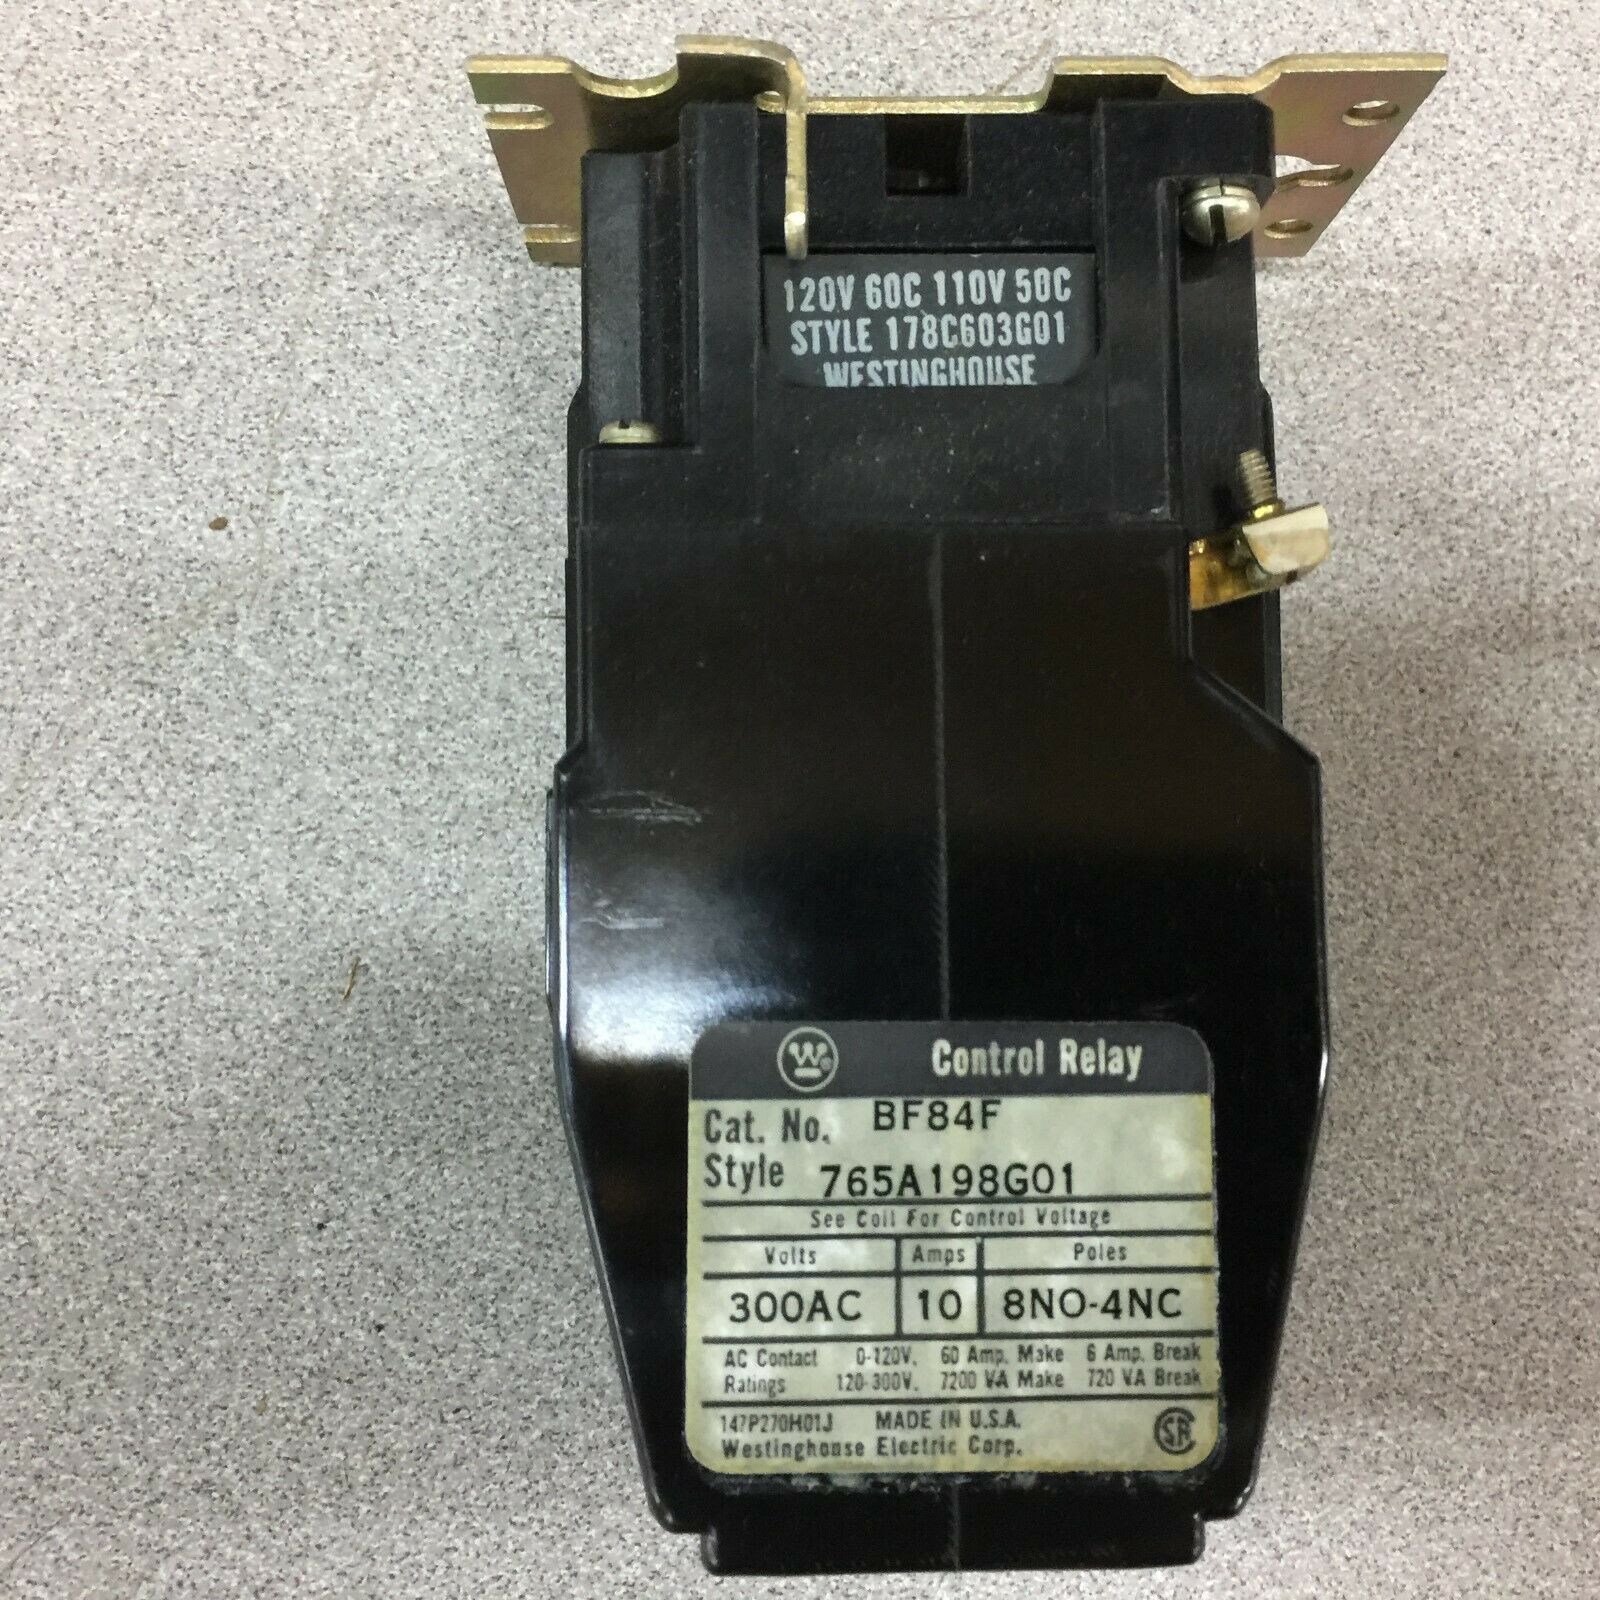 120V 60C 110V 50C
STYLE 178C603G01
WESTINGHOUSE
W® Control Relay
Cat. No. BF84F
Style 765A198G01
See Coil For Control Voltage
Volts Amps Poles
300AC 10 8NO-4NC
AC Contact 0-120V. 60 Amp. Make 6 Amp. Break
Ratings 120-300V. 7200 VA Make 720 VA Break
147P270H01J MADE IN U.S.A.
Westinghouse Electric Corp. SA